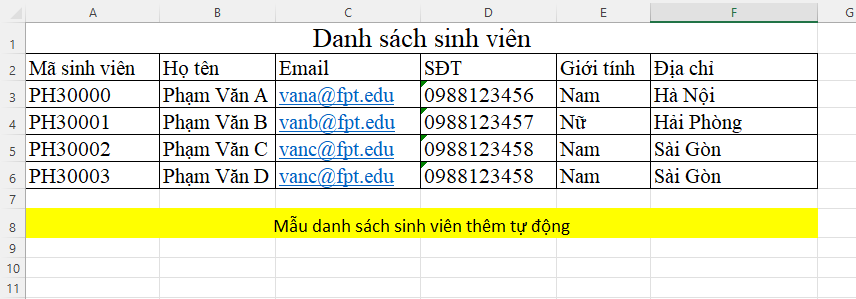 A B C D E F G
1 Danh sách sinh viên
2 Mã sinh viên Họ tên Email SĐT Giới tính Địa chỉ
3 PH30000 Phạm Văn A vana@fpt.edu 0988123456 Nam Hà Nội
4 PH30001 Phạm Văn B vanb@fpt.edu 0988123457 Nữ Hải Phòng
5 PH30002 Phạm Văn C vanc@fpt.edu 0988123458 Nam Sài Gòn
6 PH30003 Phạm Văn D vanc@fpt.edu 0988123458 Nam Sài Gòn
7
8 Mẫu danh sách sinh viên thêm tự động
9
10
11